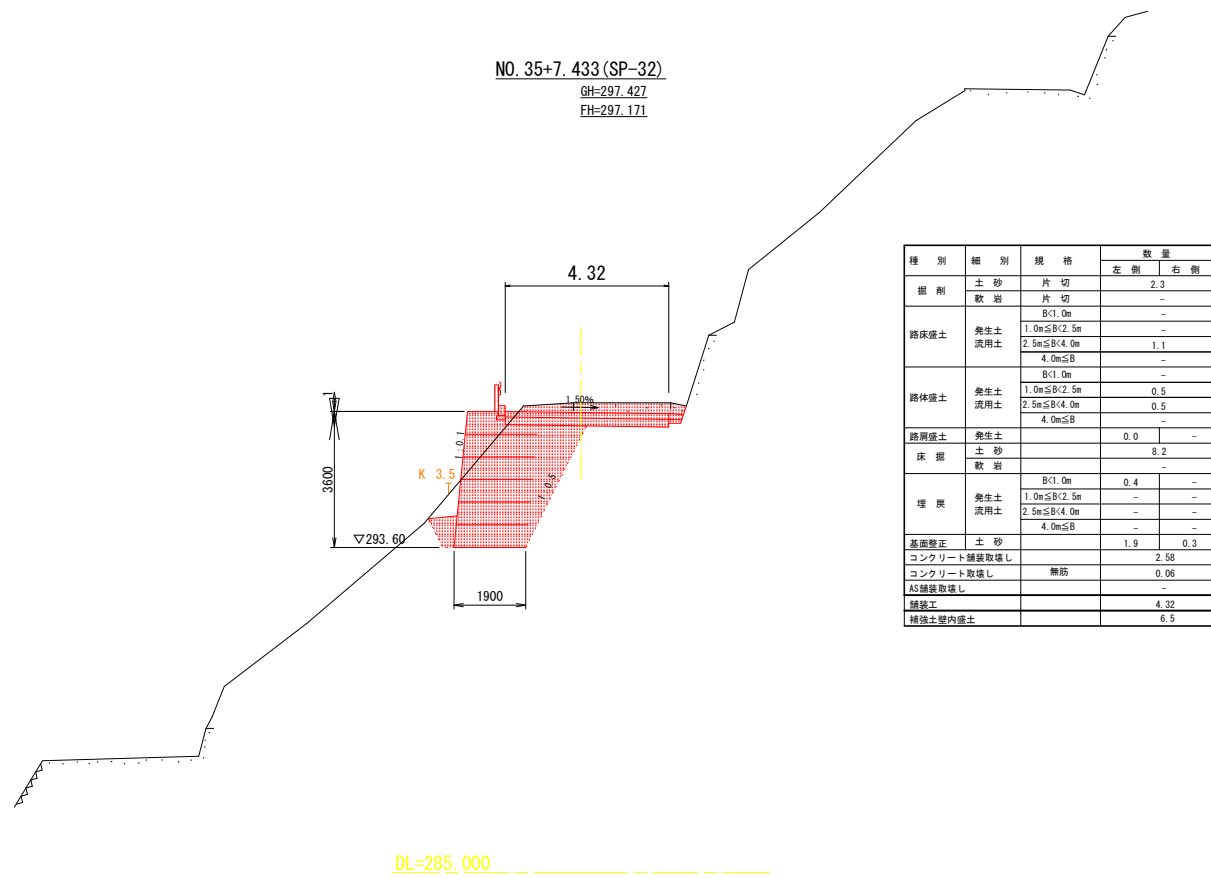 NO.35+7.433(SP-32)
GH=297.427
FH=297.171
4.32
1.50%
1
3600
1:0.1
1:0.5
K 3.5
▽293.60
1900
DL=285.000
種 別 細 別 規 格 数 量
左 側 右 側
掘 削 土 砂 片 切 2.3
軟 岩 片 切 -
路床盛土 発生土 流用土 B<1.0m -
1.0m≦B<2.5m -
2.5m≦B<4.0m 1.1
4.0m≦B -
路体盛土 発生土 流用土 B<1.0m -
1.0m≦B<2.5m 0.5
2.5m≦B<4.0m 0.5
4.0m≦B -
路肩盛土 発生土 0.0 -
床 掘 土 砂 8.2
軟 岩 -
埋 戻 発生土 流用土 B<1.0m 0.4 -
1.0m≦B<2.5m - -
2.5m≦B<4.0m - -
4.0m≦B - -
基面整正 土 砂 1.9 0.3
コンクリート舗装取壊し 2.58
コンクリート取壊し 無筋 0.06
AS舗装取壊し -
舗装工 4.32
補強土壁内盛土 6.5